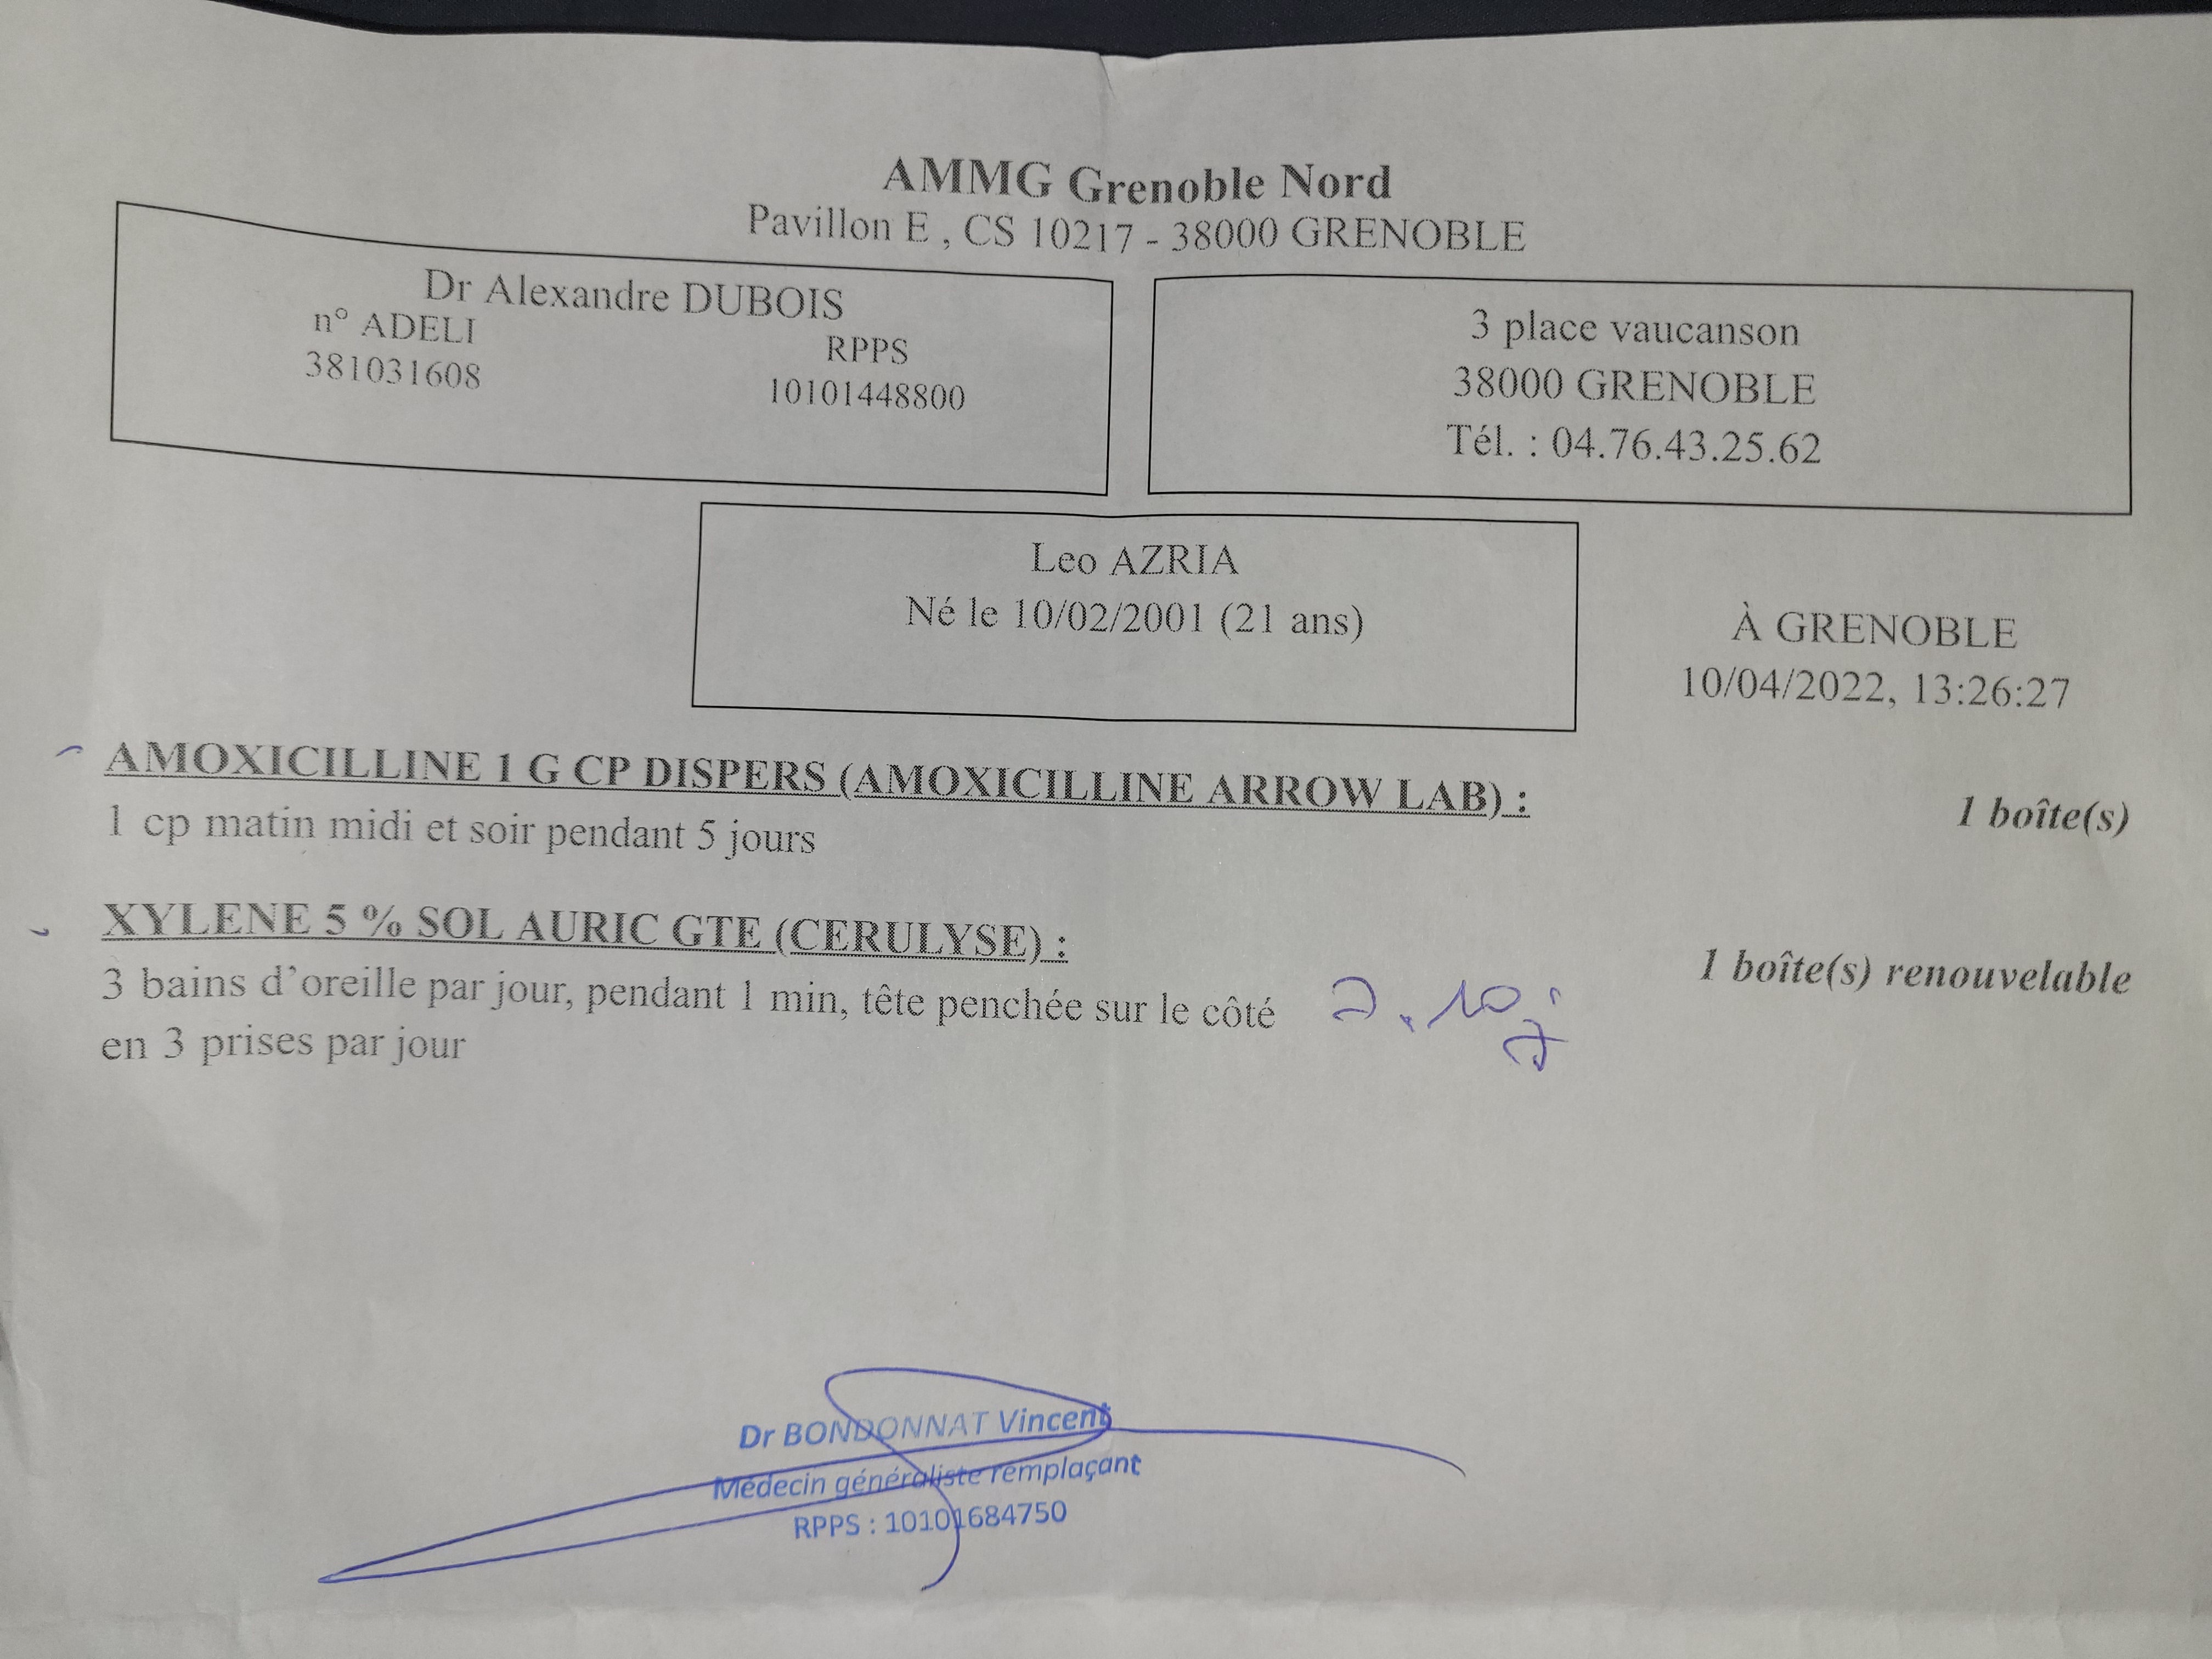 AMMG Grenoble Nord
Pavillon E , CS 10217 - 38000 GRENOBLE
Dr Alexandre DUBOIS
n° ADELI
RPPS
381031608
10101448800
3 place vaucanson
38000 GRENOBLE
Tél. : 04.76.43.25.62
Leo AZRIA
Né le 10/02/2001 (21 ans)
À GRENOBLE
10/04/2022, 13:26:27
AMOXICILLINE 1 G CP DISPERS (AMOXICILLINE ARROW LAB) :
1 boîte(s)
1 cp matin midi et soir pendant 5 jours
XYLENE 5 % SOL AURIC GTE (CERULYSE) :
1 boîte(s) renouvelable
3 bains d’oreille par jour, pendant 1 min, tête penchée sur le côté
en 3 prises par jour
Dr BONDONNAT Vincent
Médecin généraliste remplaçant
RPPS : 10101684750